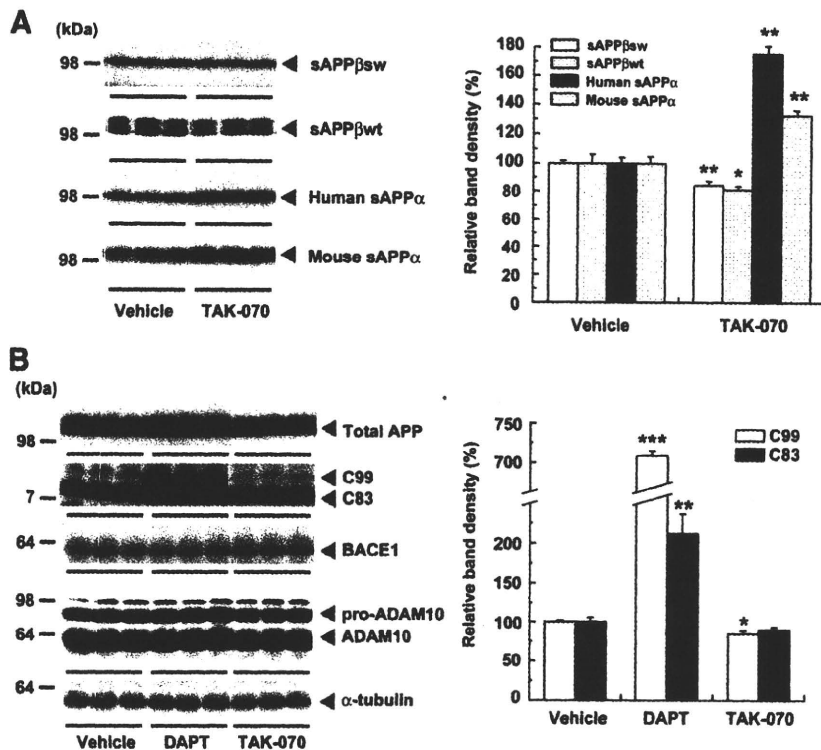 A
(kDa)
98
sAPPβsw
98
sAPPβwt
98
Human sAPPα
98
Mouse sAPPα
Vehicle TAK-070
Relative band density (%)
180
160
140
120
100
80
60
40
20
0
sAPPβsw
sAPPβwt
Human sAPPα
Mouse sAPPα
** * ** **
Vehicle TAK-070
B
(kDa)
98
Total APP
C99
7
C83
64
BACE1
98
pro-ADAM10
64
ADAM10
64
α-tubulin
Vehicle DAPT TAK-070
Relative band density (%)
750
700
200
150
100
50
0
C99
C83
*** ** *
Vehicle DAPT TAK-070